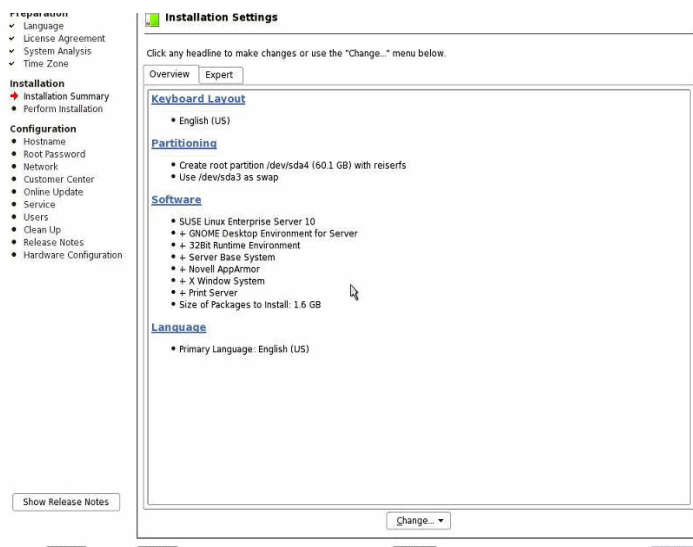 Preparation
Language
License Agreement
System Analysis
Time Zone
Installation
Installation Summary
Perform Installation
Configuration
Hostname
Root Password
Network
Customer Center
Online Update
Service
Users
Clean Up
Release Notes
Hardware Configuration
Show Release Notes
Installation Settings
Click any headline to make changes or use the "Change..." menu below.
Overview Expert
Keyboard Layout
English (US)
Partitioning
Create root partition /dev/sda4 (60.1 GB) with reiserfs
Use /dev/sda3 as swap
Software
SUSE Linux Enterprise Server 10
+ GNOME Desktop Environment for Server
+ 32Bit Runtime Environment
+ Server Base System
+ Novell AppArmor
+ X Window System
+ Print Server
Size of Packages to Install: 1.6 GB
Language
Primary Language: English (US)
Change...